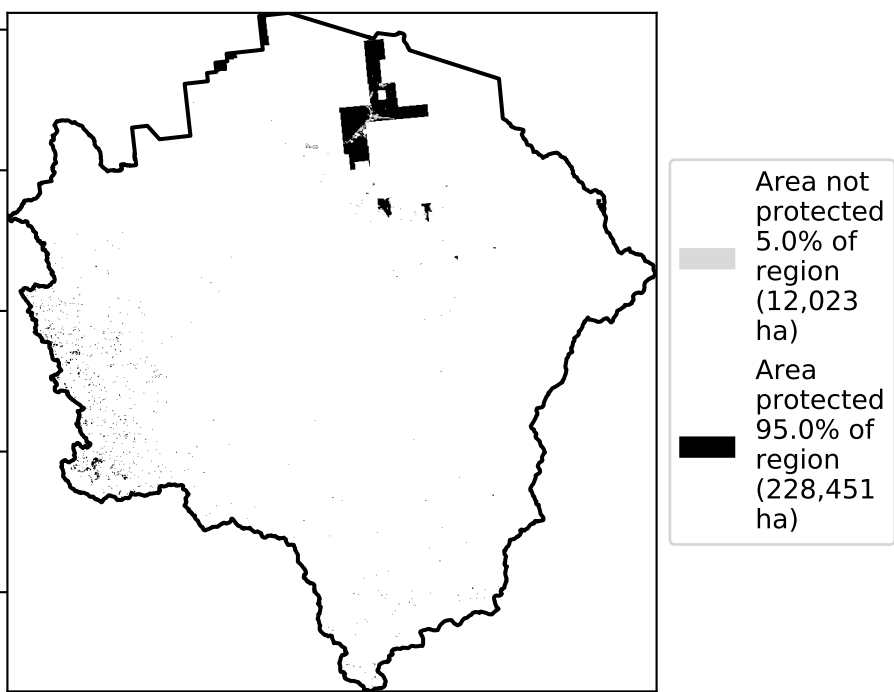 Area not
protected
5.0% of
region
(12,023
ha)
Area
protected
95.0% of
region
(228,451
ha)